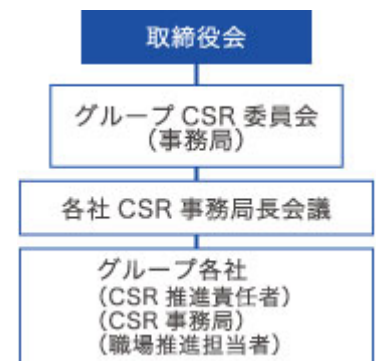 取締役会
グループ CSR 委員会
（事務局）
各社 CSR 事務局長会議
グループ各社
（CSR 推進責任者）
（CSR 事務局）
（職場推進担当者）